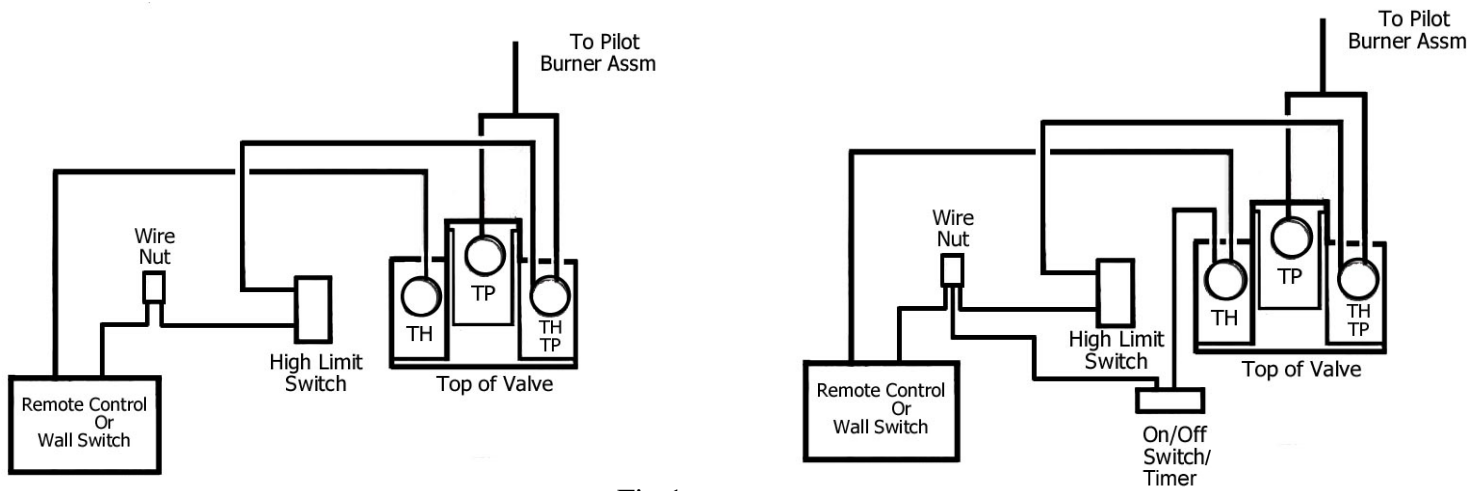 To Pilot
Burner Assm
Wire
Nut
TP
TH
TH
TP
High Limit
Switch
Top of Valve
Remote Control
Or
Wall Switch
To Pilot
Burner Assm
Wire
Nut
TP
TH
TH
TP
High Limit
Switch
Top of Valve
Remote Control
Or
Wall Switch
On/Off
Switch/
Timer